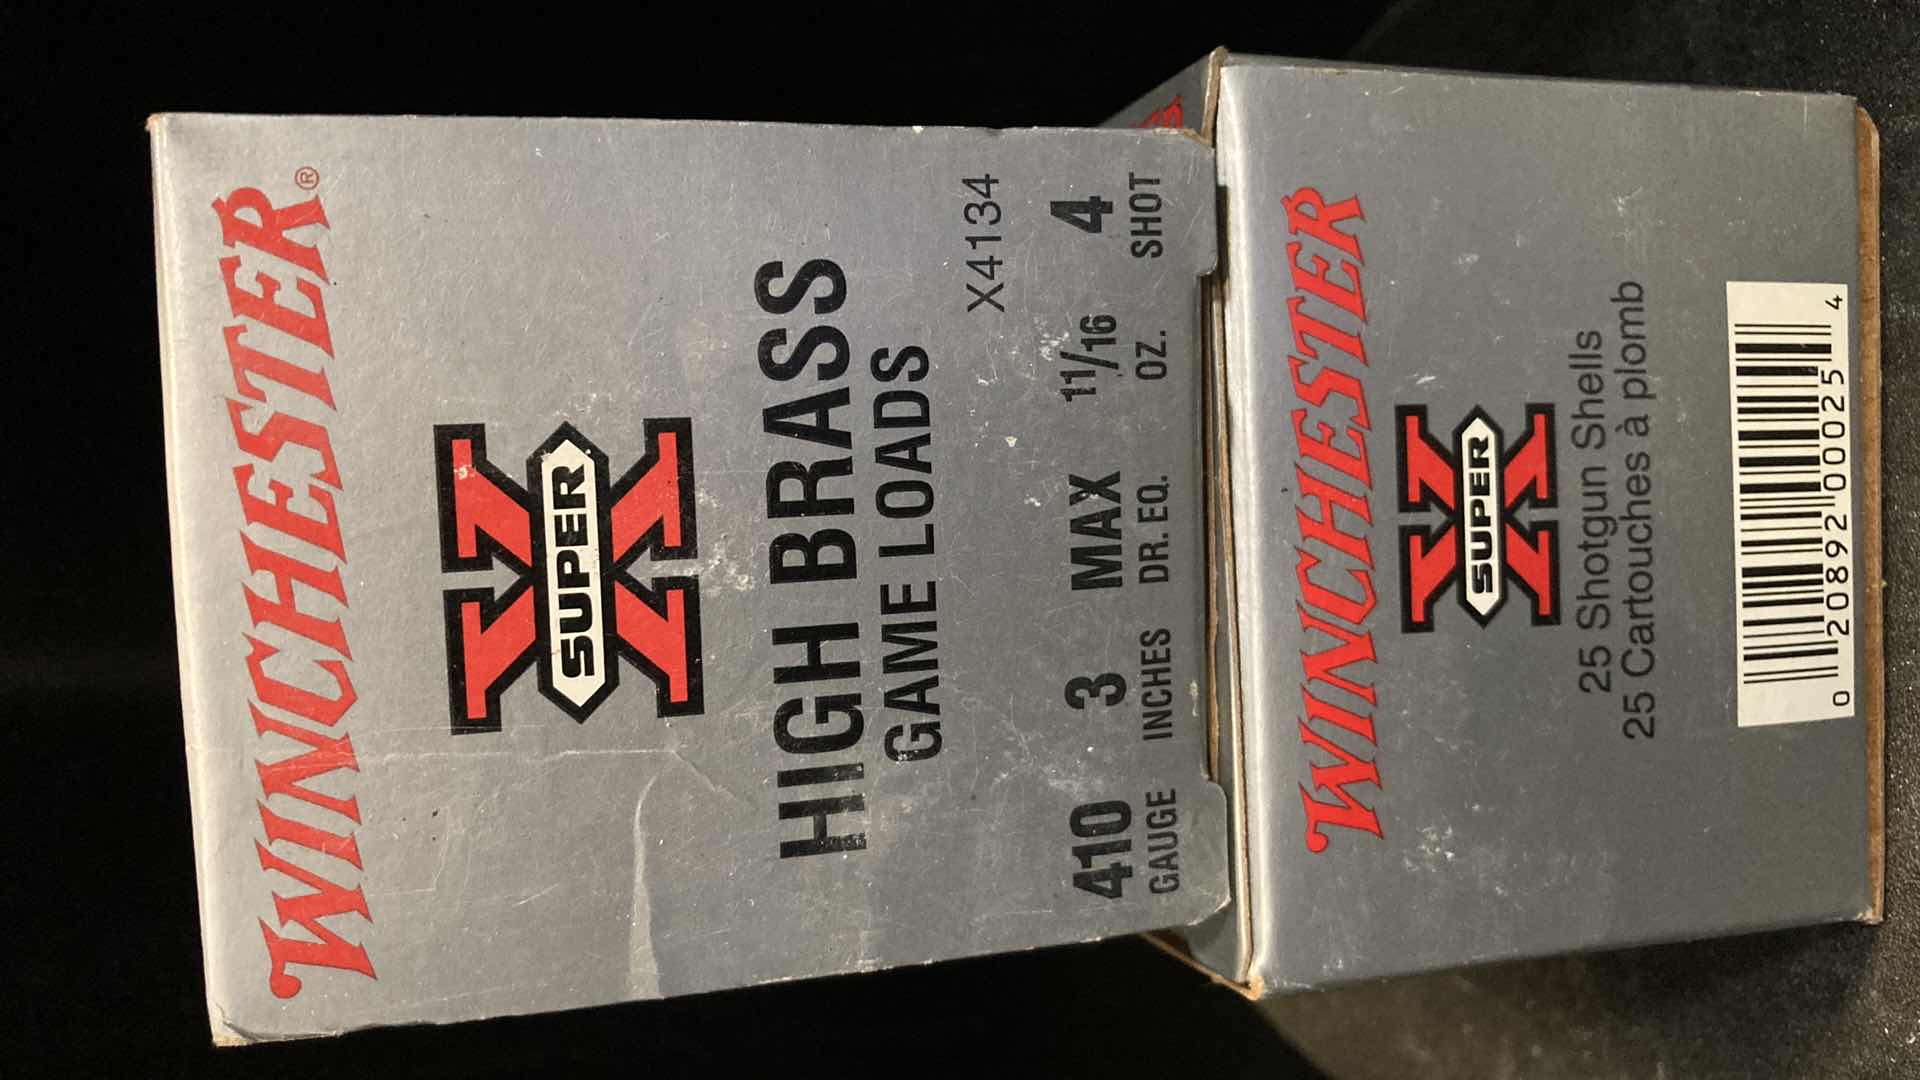 WINCHESTER®
SUPER X
HIGH BRASS
GAME LOADS
X4134
410 3 MAX 11/16 4
GAUGE INCHES DR. EQ. OZ. SHOT
WINCHESTER
SUPER X
25 Shotgun Shells
25 Cartouches à plomb
0 20892 00025 4